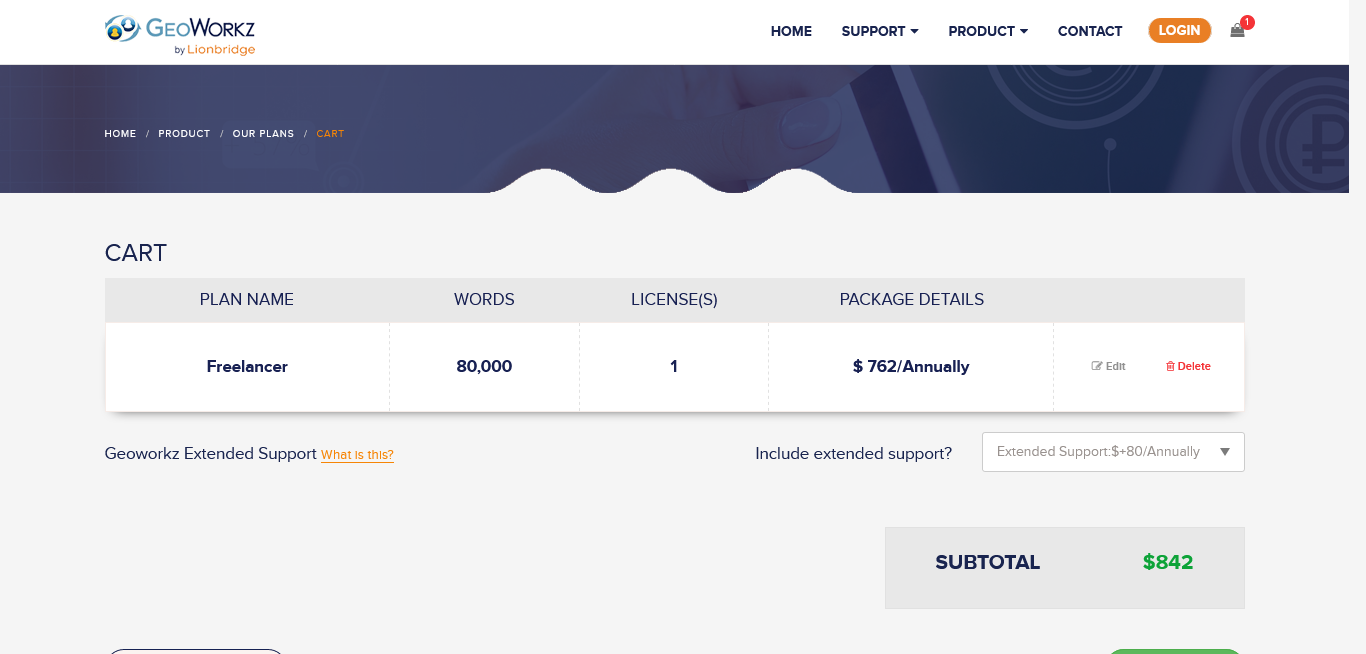 GEOWORKZ
by Lionbridge
HOME SUPPORT PRODUCT CONTACT LOGIN 1
HOME / PRODUCT / OUR PLANS / CART
CART
PLAN NAME WORDS LICENSE(S) PACKAGE DETAILS
Freelancer 80,000 1 $ 762/Annually Edit Delete
Geoworkz Extended Support What is this? Include extended support? Extended Support:$+80/Annually
SUBTOTAL $842